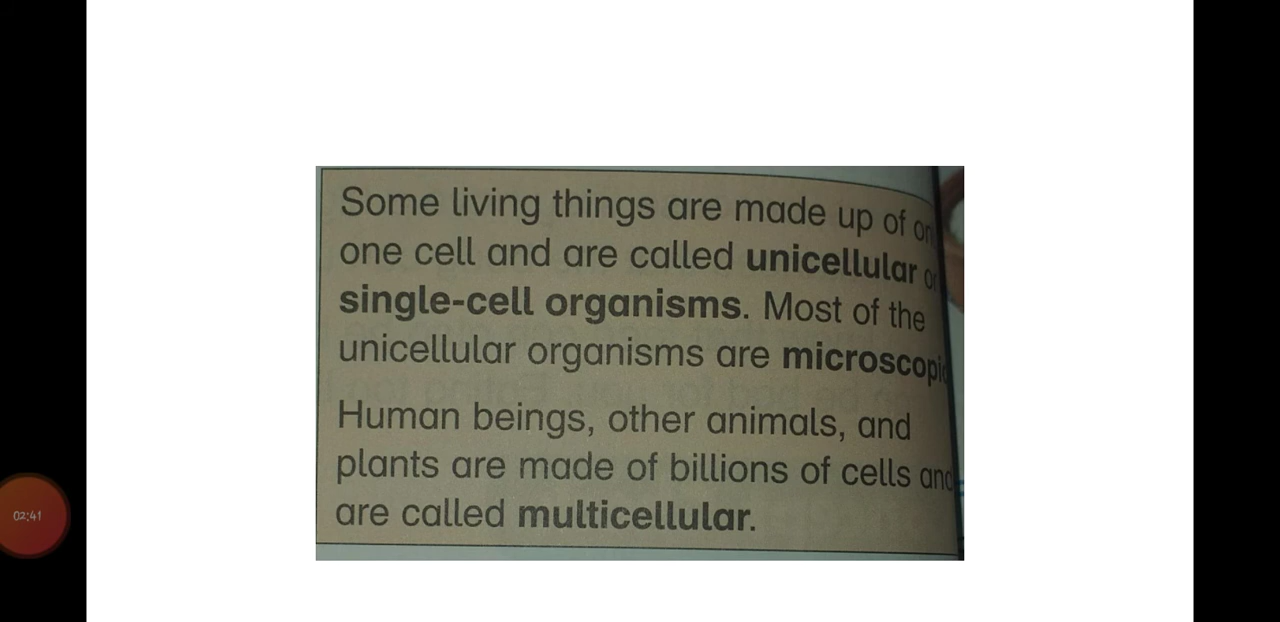 Some living things are made up of
one cell and are called unicellular
single-cell organisms. Most of the
unicellular organisms are microscopic
Human beings, other animals, and
plants are made of billions of cells and
are called multicellular.
02:41